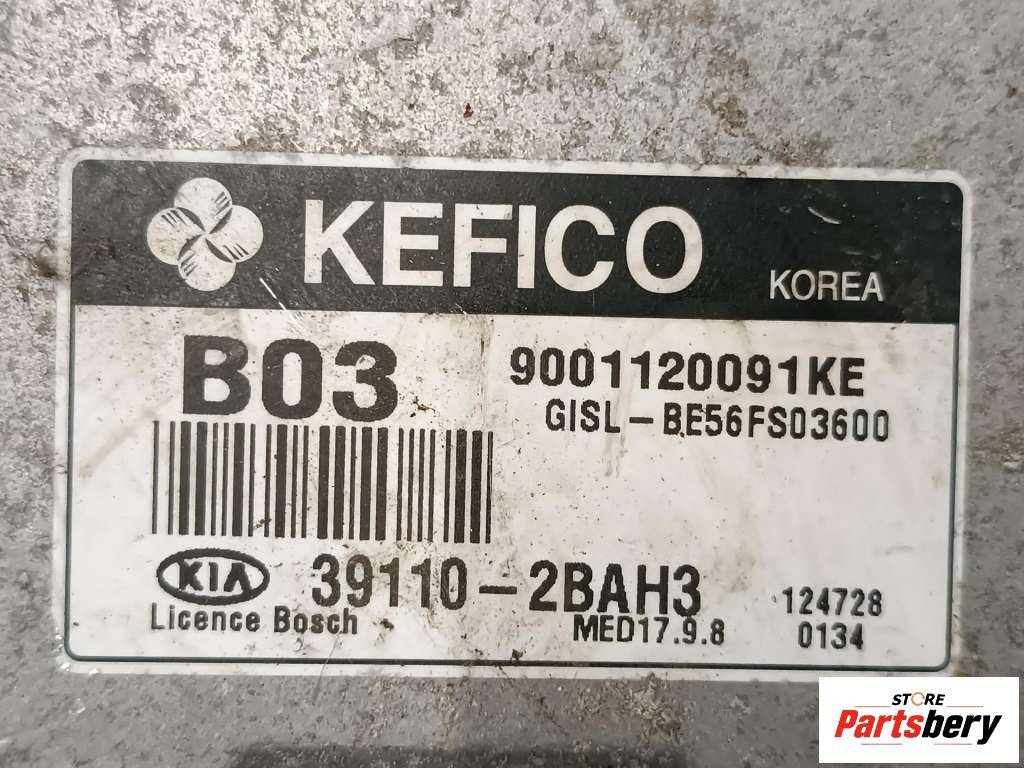 KEFICO
KOREA
B03
9001120091KE
GISL-BE56FS03600
KIA
39110-2BAH3
124728
Licence Bosch
MED17.9.8
0134
STORE
Partsbery